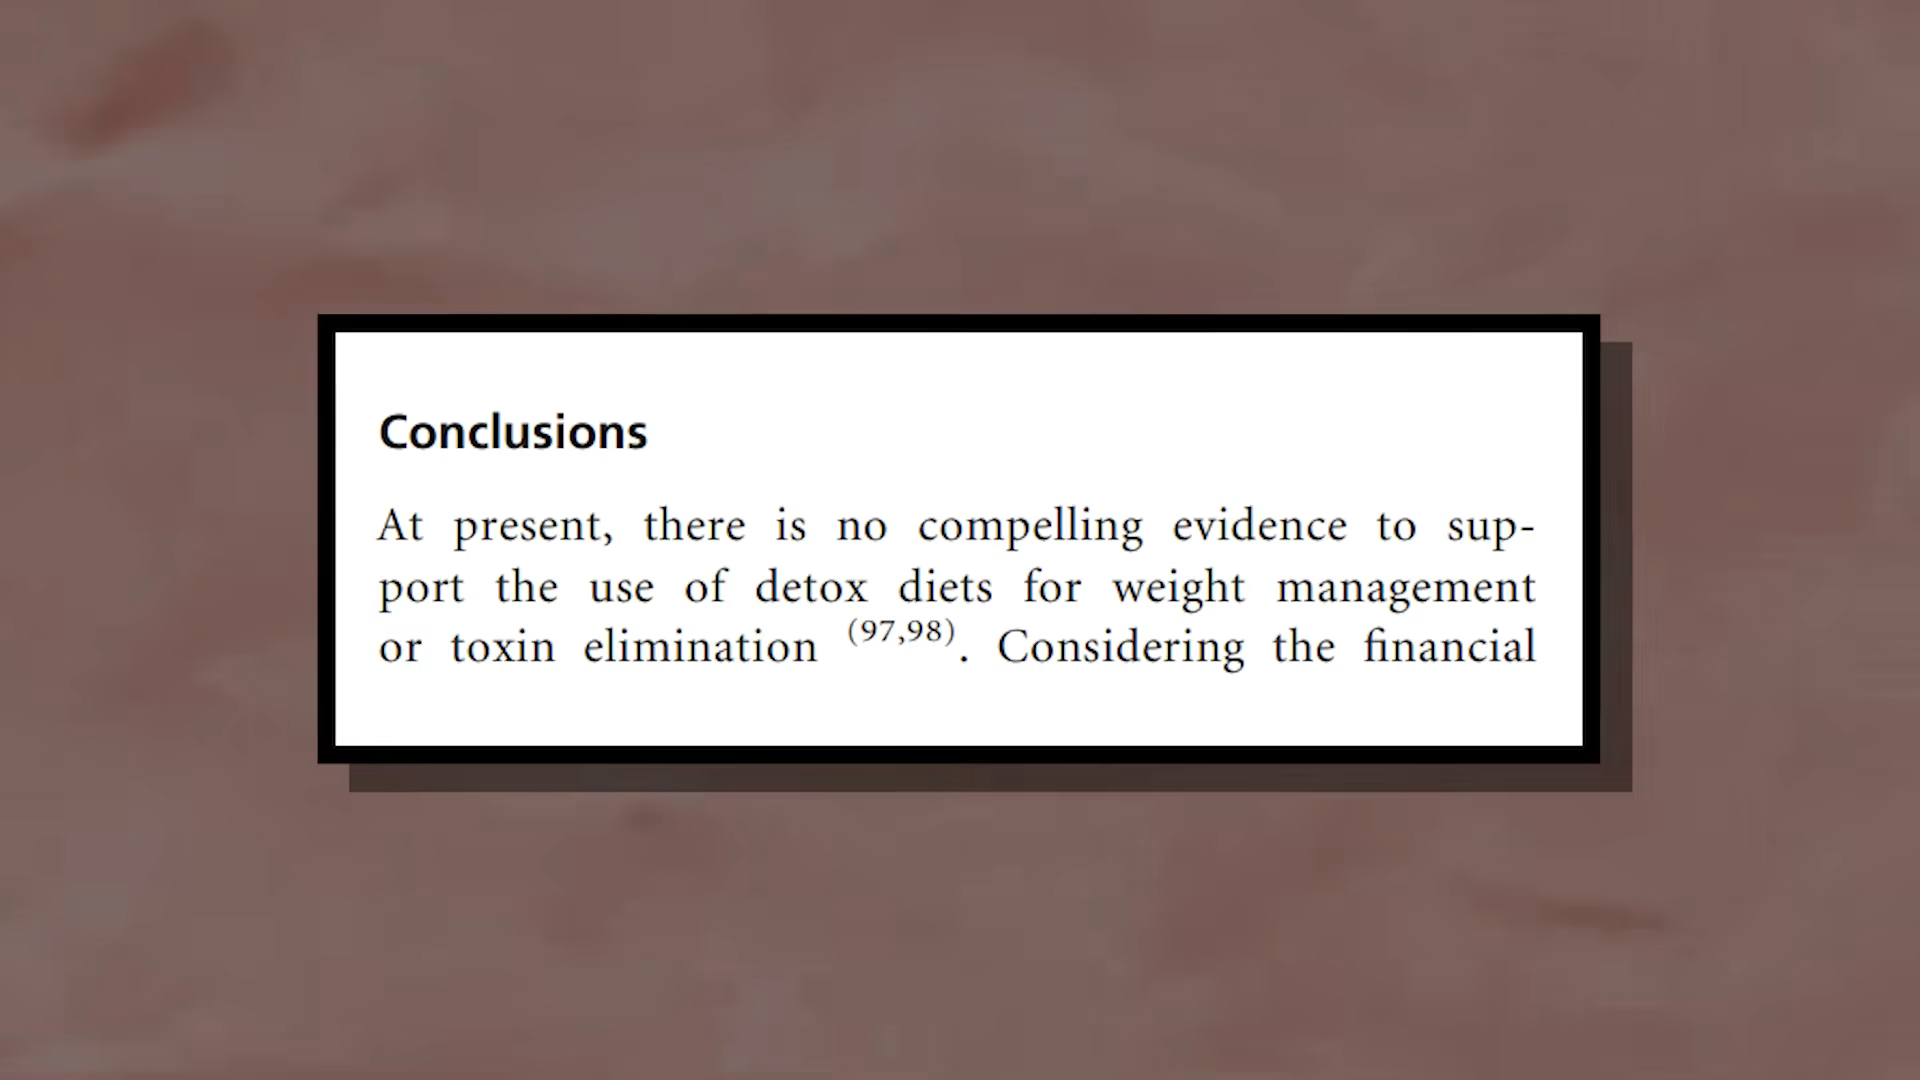 Conclusions
At present, there is no compelling evidence to sup-
port the use of detox diets for weight management
or toxin elimination (97,98). Considering the financial